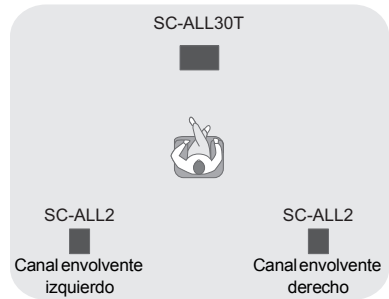 SC-ALL30T
SC-ALL2
Canal envolvente
izquierdo
SC-ALL2
Canal envolvente
derecho